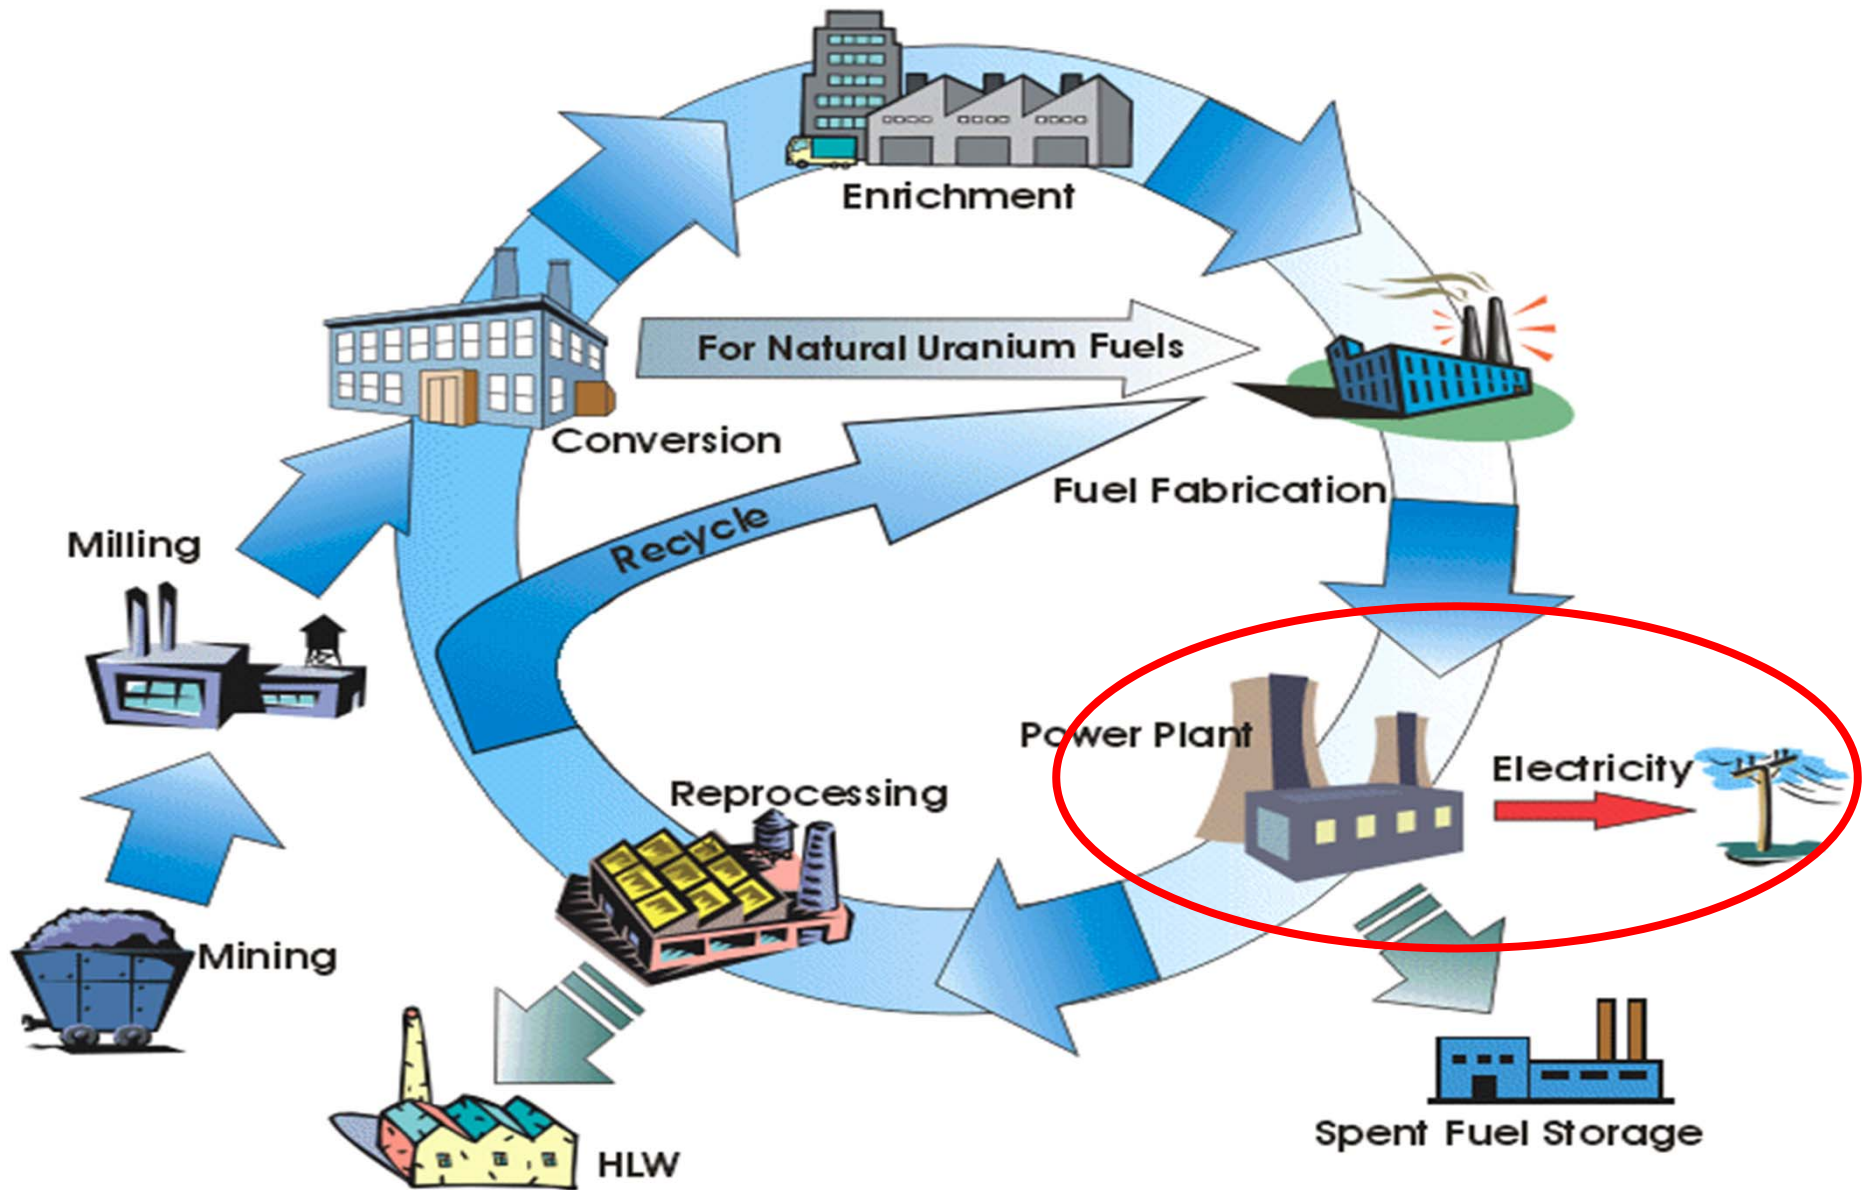 Enrichment
For Natural Uranium Fuels
Conversion
Fuel Fabrication
Recycle
Milling
Power Plant
Electricity
Reprocessing
Mining
Spent Fuel Storage
HLW